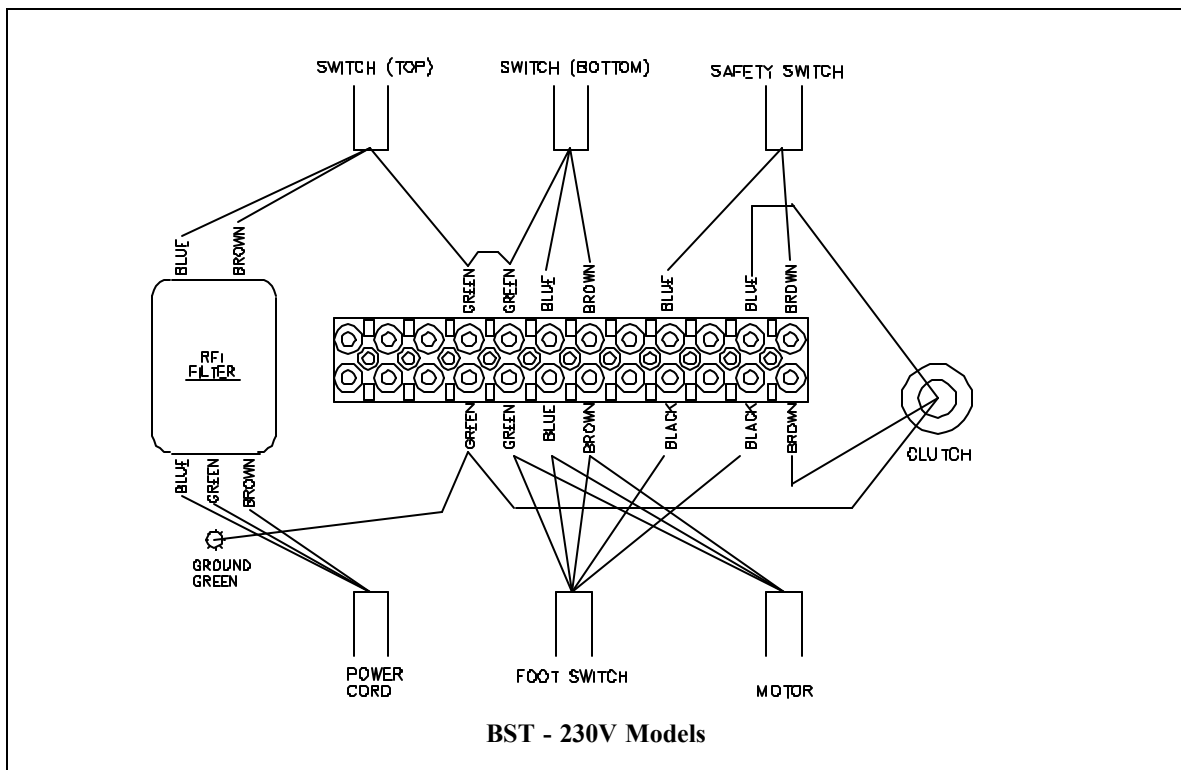 SWITCH (TOP)
SWITCH (BOTTOM)
SAFETY SWITCH
BLUE
BROWN
GREEN
GREEN
BLUE
BROWN
BLUE
BLUE
BROWN
RFI
FILTER
GREEN
GREEN
BLUE
BROWN
BLACK
BLACK
BROWN
CLUTCH
BLUE
GREEN
BROWN
GROUND
GREEN
POWER
CORD
FOOT SWITCH
MOTOR
BST - 230V Models